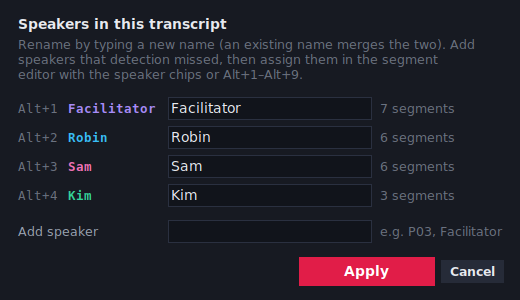 Speakers in this transcript
Rename by typing a new name (an existing name merges the two). Add
speakers that detection missed, then assign them in the segment
editor with the speaker chips or Alt+1–Alt+9.
Alt+1 Facilitator Facilitator 7 segments
Alt+2 Robin Robin 6 segments
Alt+3 Sam Sam 6 segments
Alt+4 Kim Kim 3 segments
Add speaker e.g. P03, Facilitator
Apply Cancel